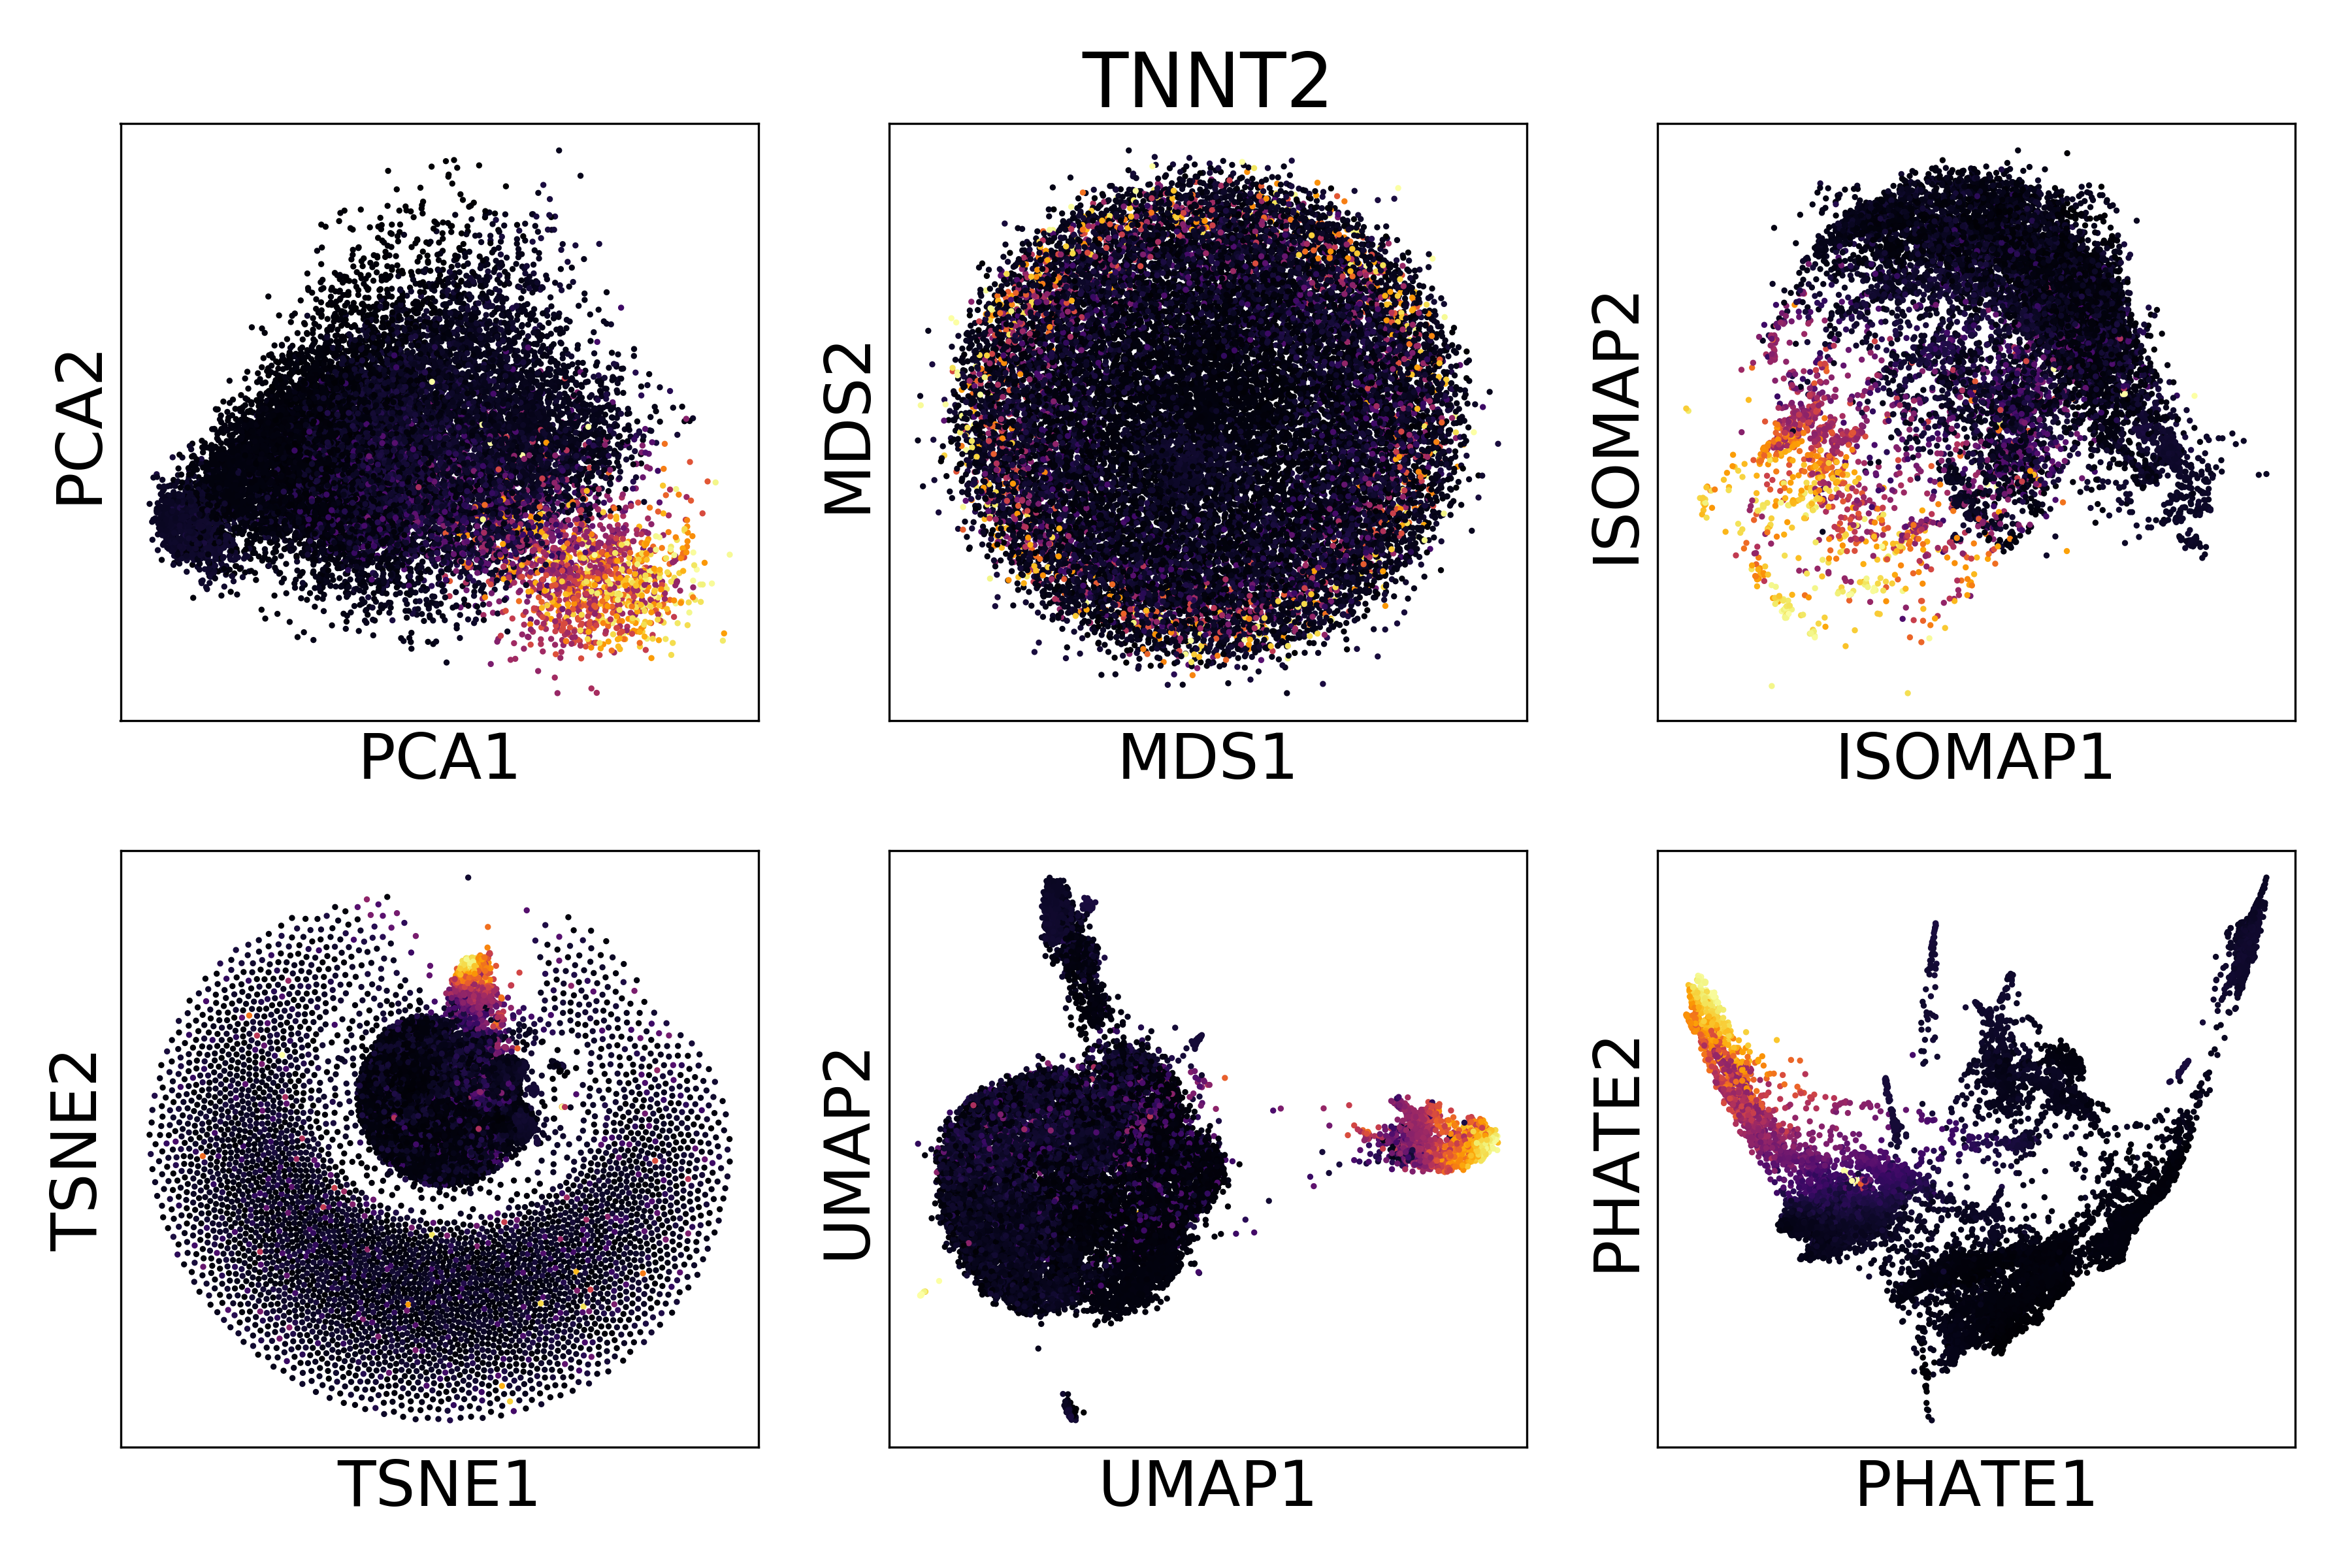 TNNT2
PCA2
PCA1
MDS2
MDS1
ISOMAP2
ISOMAP1
TSNE2
TSNE1
UMAP2
UMAP1
PHATE2
PHATE1